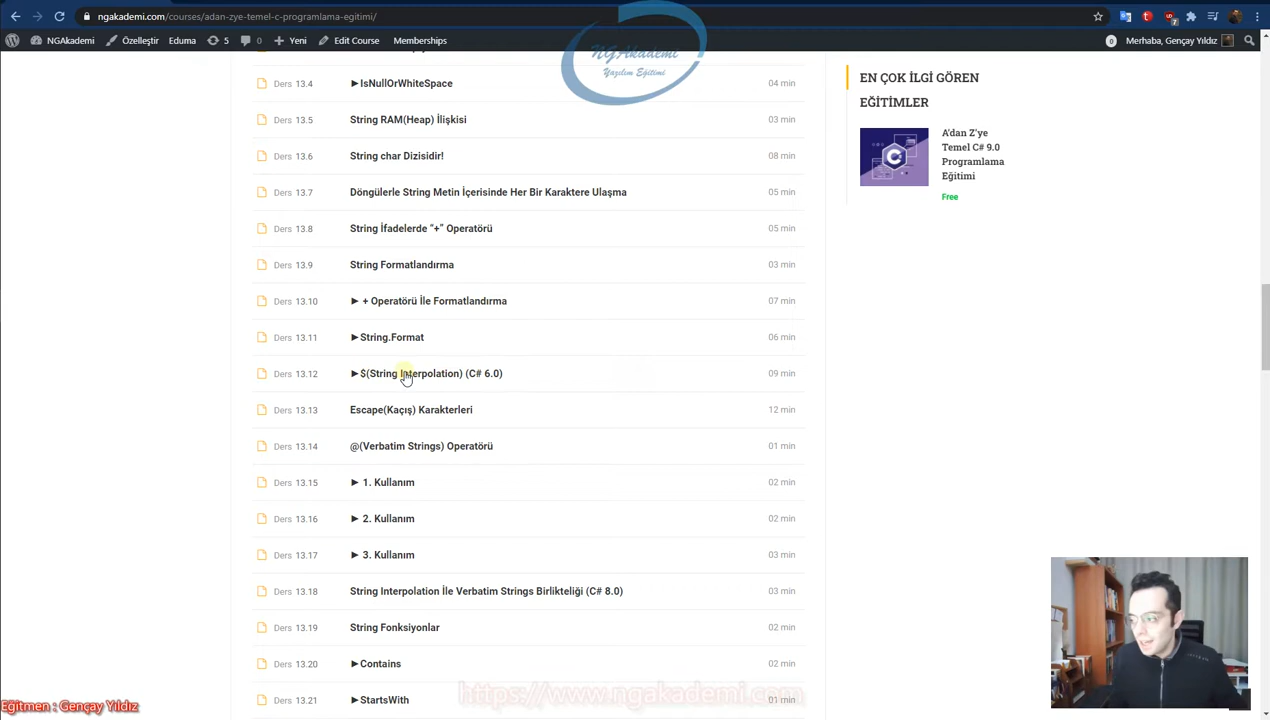 ngakademi.com/courses/adan-zye-temel-c-programlama-egitimi/
NGAkademi Özelleştir Eduma 5 0 Yeni Edit Course Memberships 0 Merhaba, Gençay Yıldız
NGAkademi
Yazılım Eğitimi
Ders 13.4 ►IsNullOrWhiteSpace 04 min
Ders 13.5 String RAM(Heap) İlişkisi 03 min
Ders 13.6 String char Dizisidir! 08 min
Ders 13.7 Döngülerle String Metin İçerisinde Her Bir Karaktere Ulaşma 05 min
Ders 13.8 String İfadelerde “+” Operatörü 05 min
Ders 13.9 String Formatlandırma 03 min
Ders 13.10 ► + Operatörü İle Formatlandırma 07 min
Ders 13.11 ►String.Format 06 min
Ders 13.12 ►$(String Interpolation) (C# 6.0) 09 min
Ders 13.13 Escape(Kaçış) Karakterleri 12 min
Ders 13.14 @(Verbatim Strings) Operatörü 01 min
Ders 13.15 ► 1. Kullanım 02 min
Ders 13.16 ► 2. Kullanım 02 min
Ders 13.17 ► 3. Kullanım 03 min
Ders 13.18 String Interpolation İle Verbatim Strings Birlikteliği (C# 8.0) 03 min
Ders 13.19 String Fonksiyonlar 02 min
Ders 13.20 ►Contains 02 min
Ders 13.21 ►StartsWith 01 min
EN ÇOK İLGİ GÖREN
EĞİTİMLER
A'dan Z'ye
Temel C# 9.0
Programlama
Eğitimi
Free
https://www.ngakademi.com
Eğitmen : Gençay Yıldız